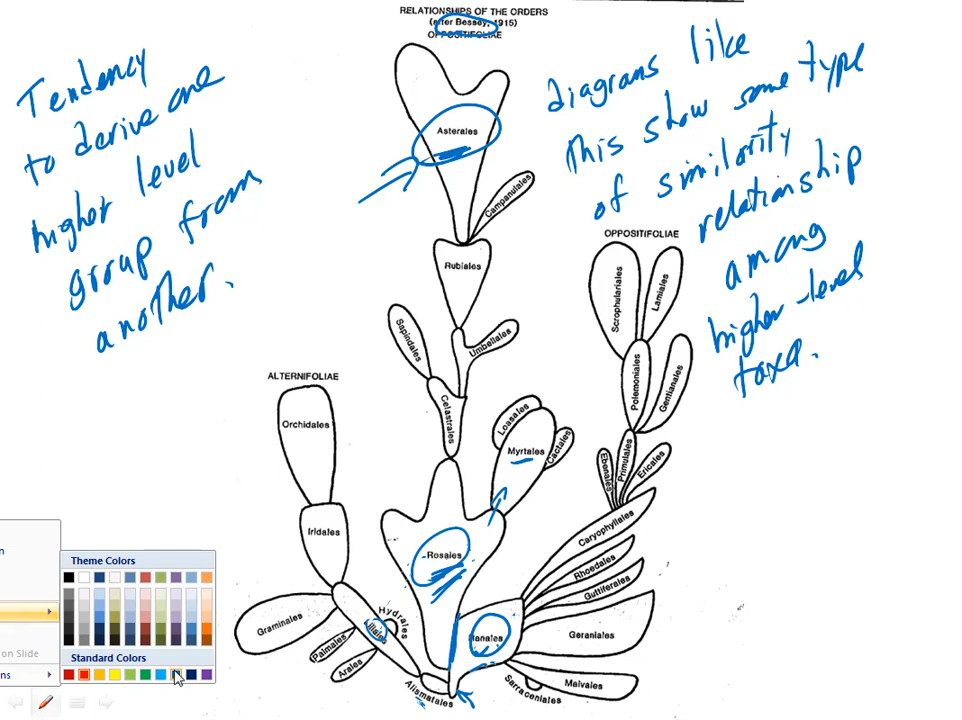 RELATIONSHIPS OF THE ORDERS
(after Bessey, 1915)
OPPOSITIFOLIAE
Tendency
to derive one
higher level
group from
another.
diagrams like
this show some type
of similarity
relationship
among
higher-level
taxa.
Asterales
Campanulales
Rubiales
OPPOSITIFOLIAE
Scrophulariales
Lamiales
Sapindales
Umbellales
Polemoniales
Gentianales
ALTERNIFOLIAE
Celastrales
Loasales
Orchidales
Myrtales
Cactales
Ebenales
Primulales
Ericales
Iridales
Rosales
Caryophyllales
Rhoedales
Guttiferales
Graminales
Hydrales
Liliales
Palmales
Arales
Ranales
Geraniales
Alismatales
Sarraceniales
Malvales
n
Theme Colors
on Slide
Standard Colors
ns